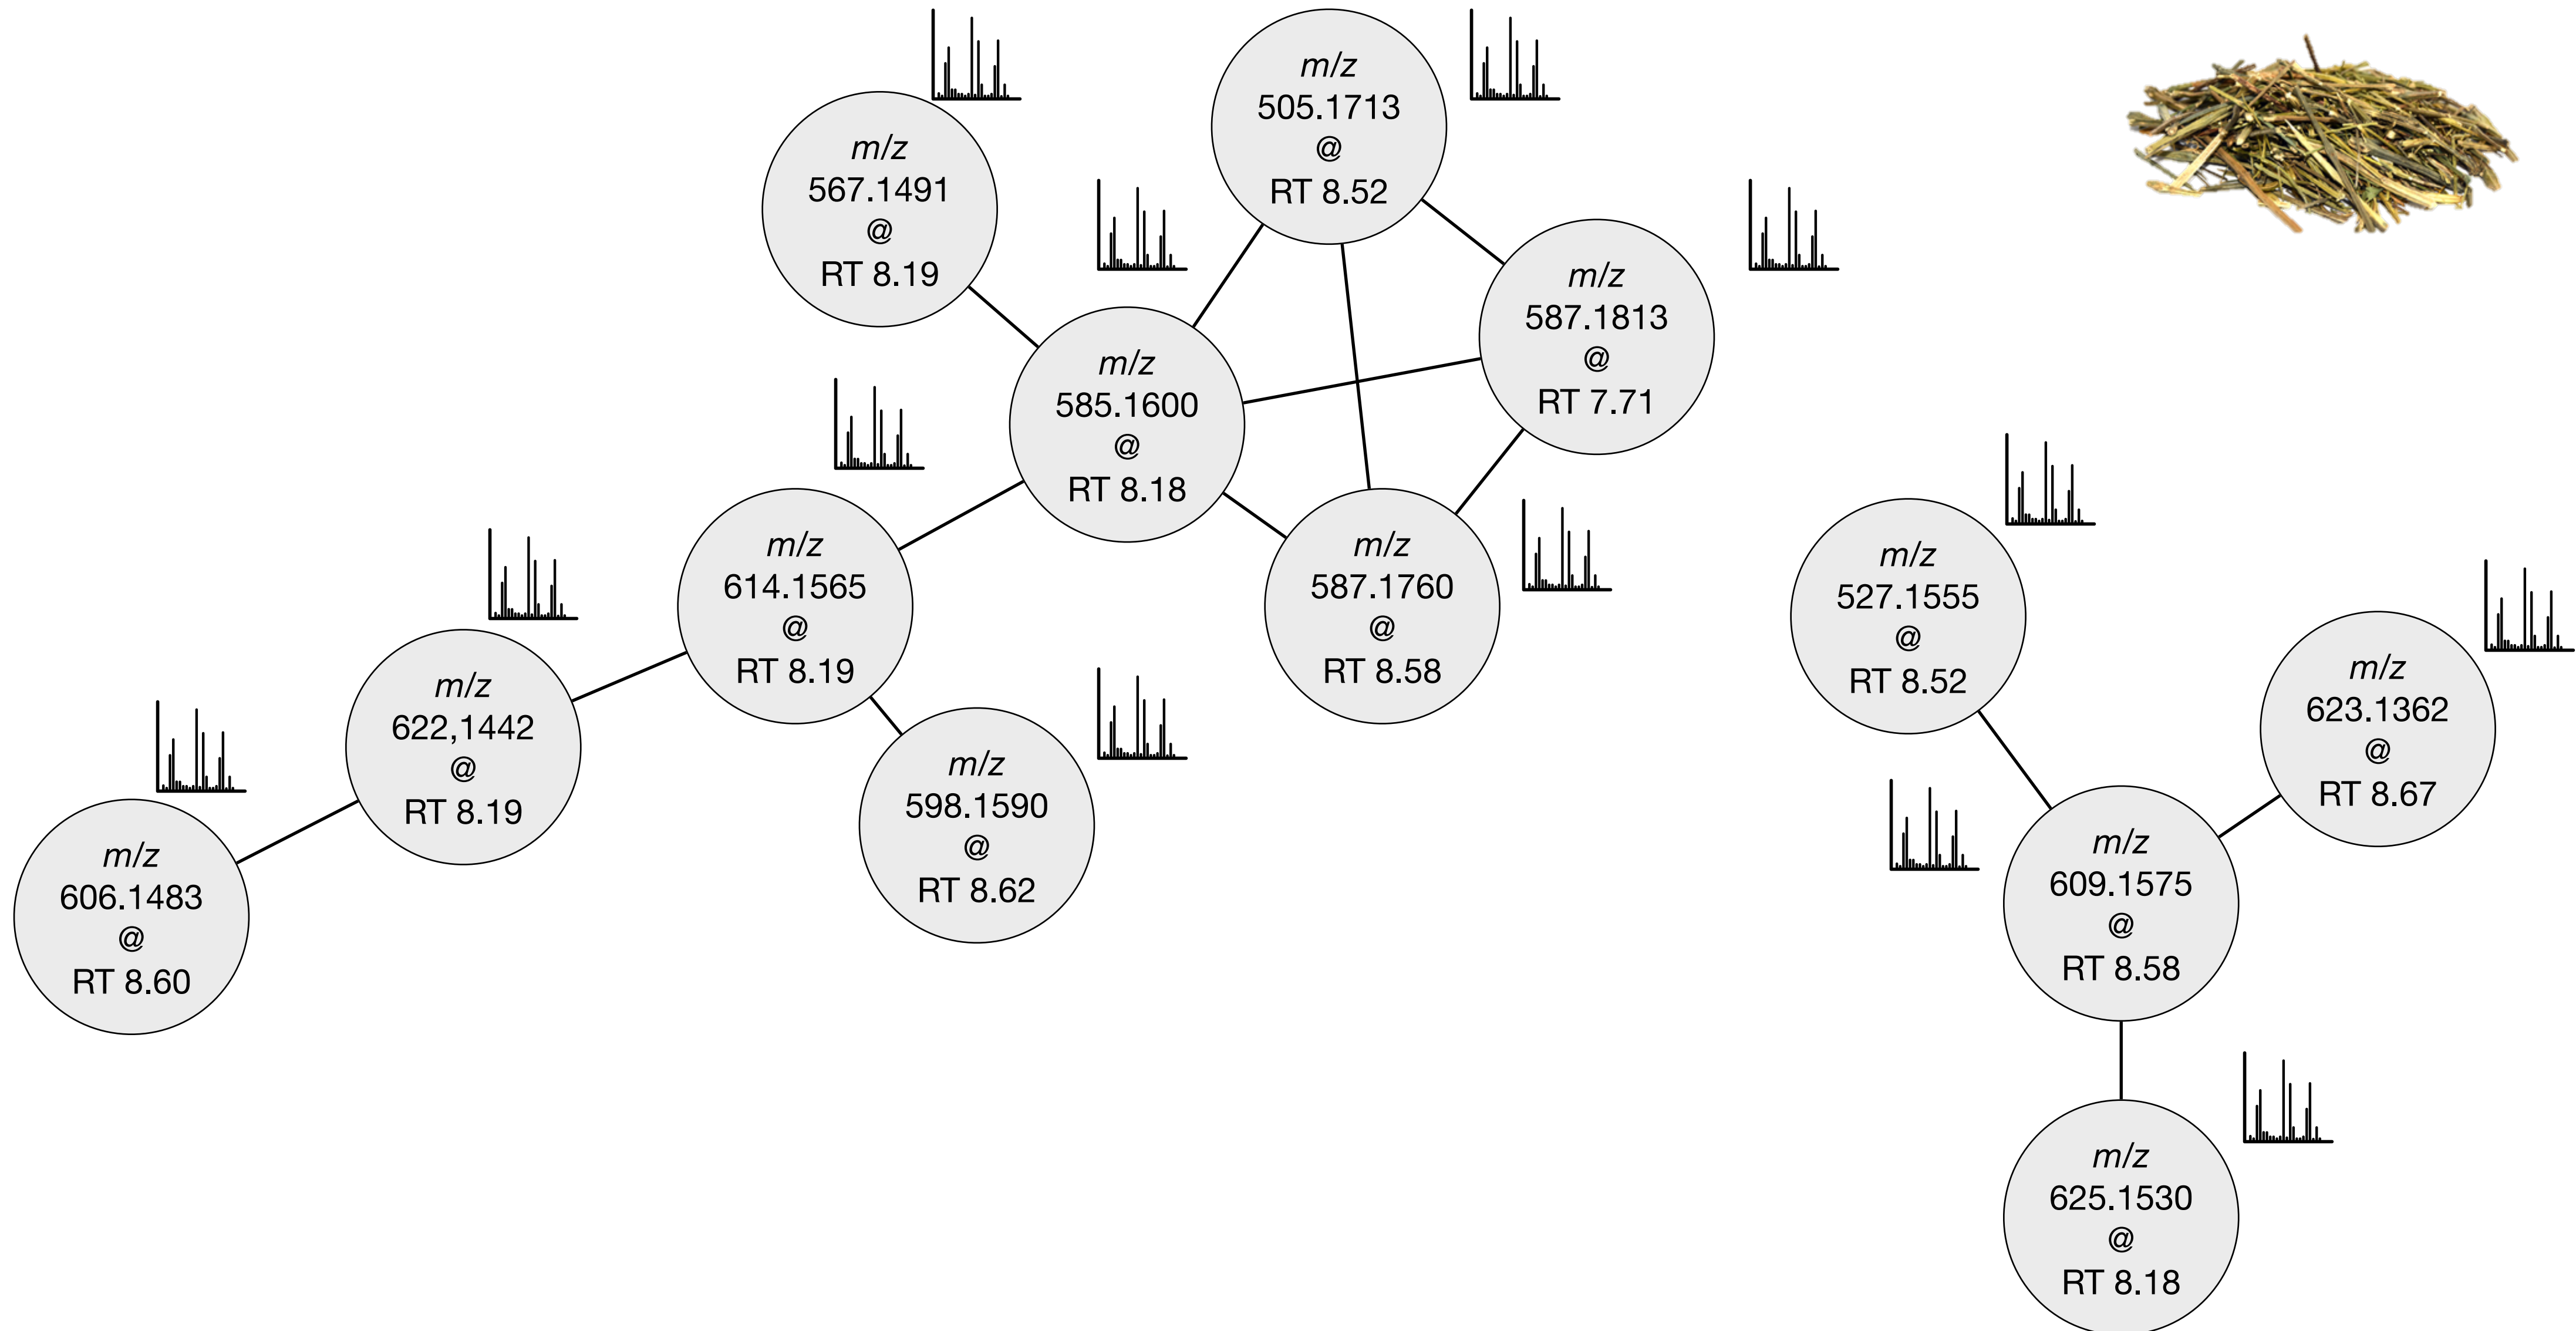 m/z
505.1713
@
RT 8.52
m/z
567.1491
@
RT 8.19
m/z
587.1813
@
RT 7.71
m/z
585.1600
@
RT 8.18
m/z
614.1565
@
RT 8.19
m/z
587.1760
@
RT 8.58
m/z
622,1442
@
RT 8.19
m/z
598.1590
@
RT 8.62
m/z
606.1483
@
RT 8.60
m/z
527.1555
@
RT 8.52
m/z
623.1362
@
RT 8.67
m/z
609.1575
@
RT 8.58
m/z
625.1530
@
RT 8.18